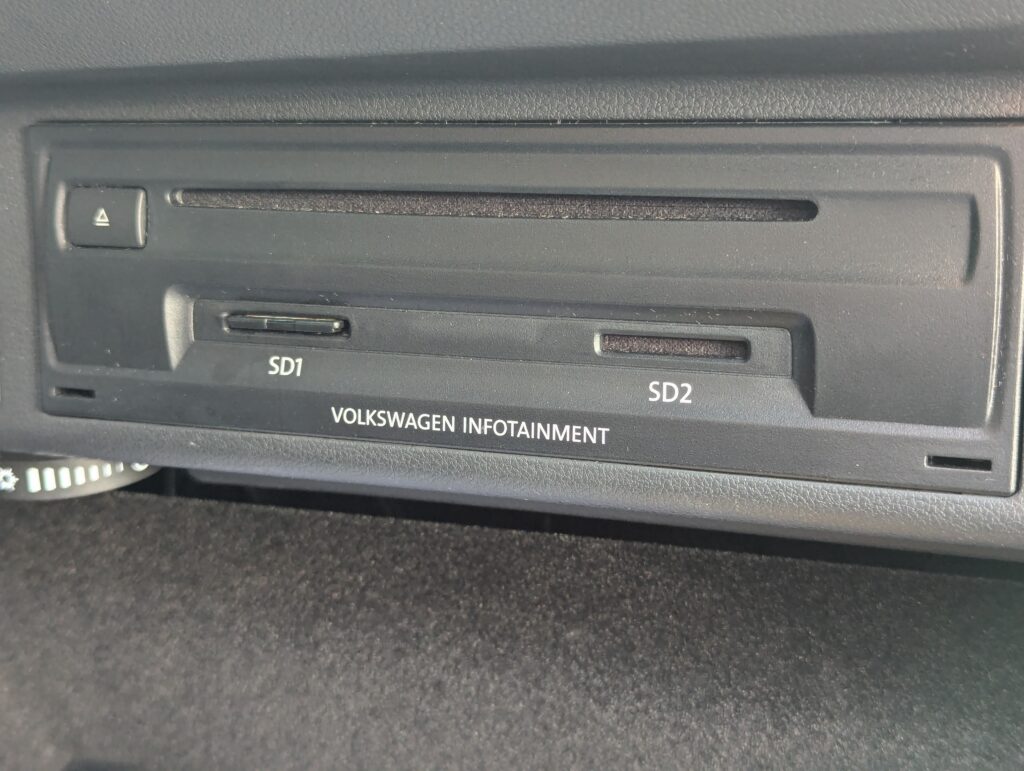 SD1
SD2
VOLKSWAGEN INFOTAINMENT